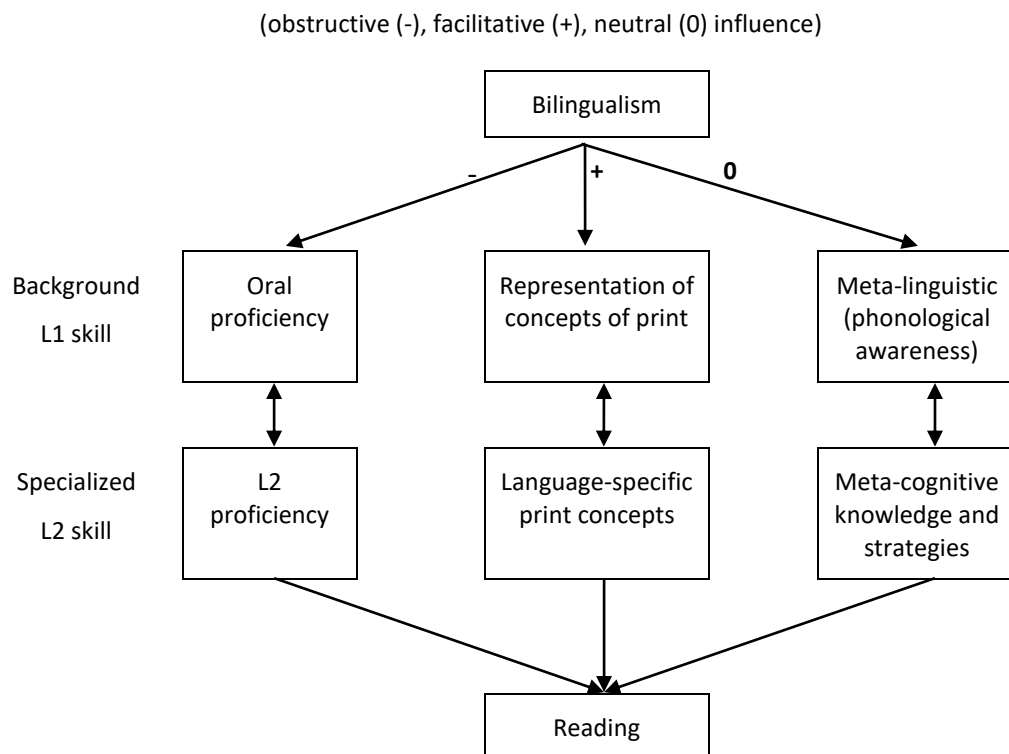 (obstructive (-), facilitative (+), neutral (0) influence)
Bilingualism
-
+
0
Background
L1 skill
Oral
proficiency
Representation of
concepts of print
Meta-linguistic
(phonological
awareness)
Specialized
L2 skill
L2
proficiency
Language-specific
print concepts
Meta-cognitive
knowledge and
strategies
Reading